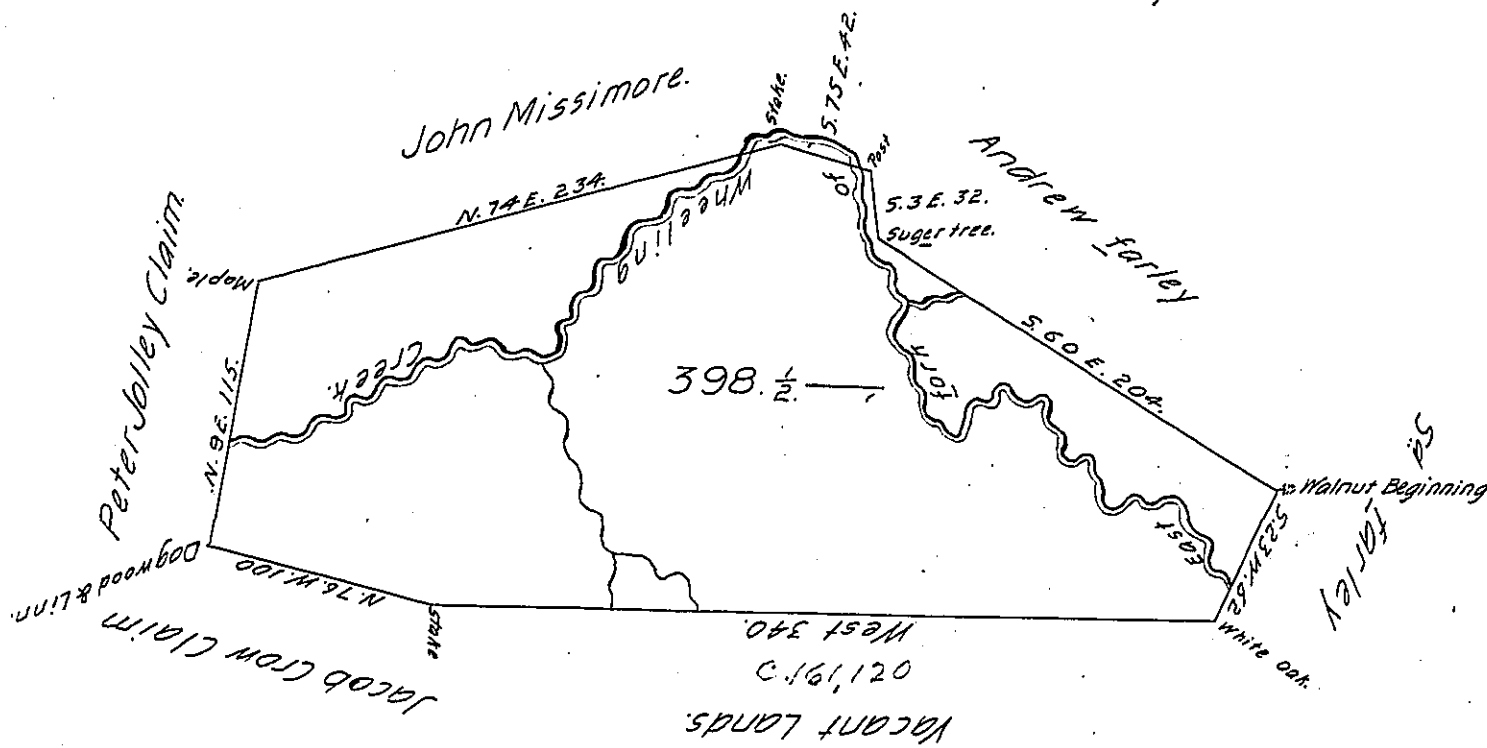 John Missimore.
N. 74 E. 234.
Stake.
S. 75 E. 42.
Post
Andrew farley
S. 3 E. 32.
Suger tree.
S. 60 E. 204.
Walnut Beginning
Sd farley
S. 23 W. 62
White Oak.
West 340.
Vacant Lands.
Stake
N. 76. W. 100
Jacob Crow Claim
Dogwood & Linn.
N. 9 E. 115.
Peter Jolley Claim.
Maple.
398. 1/2.
East
fork
of
Wheeling
Creek.